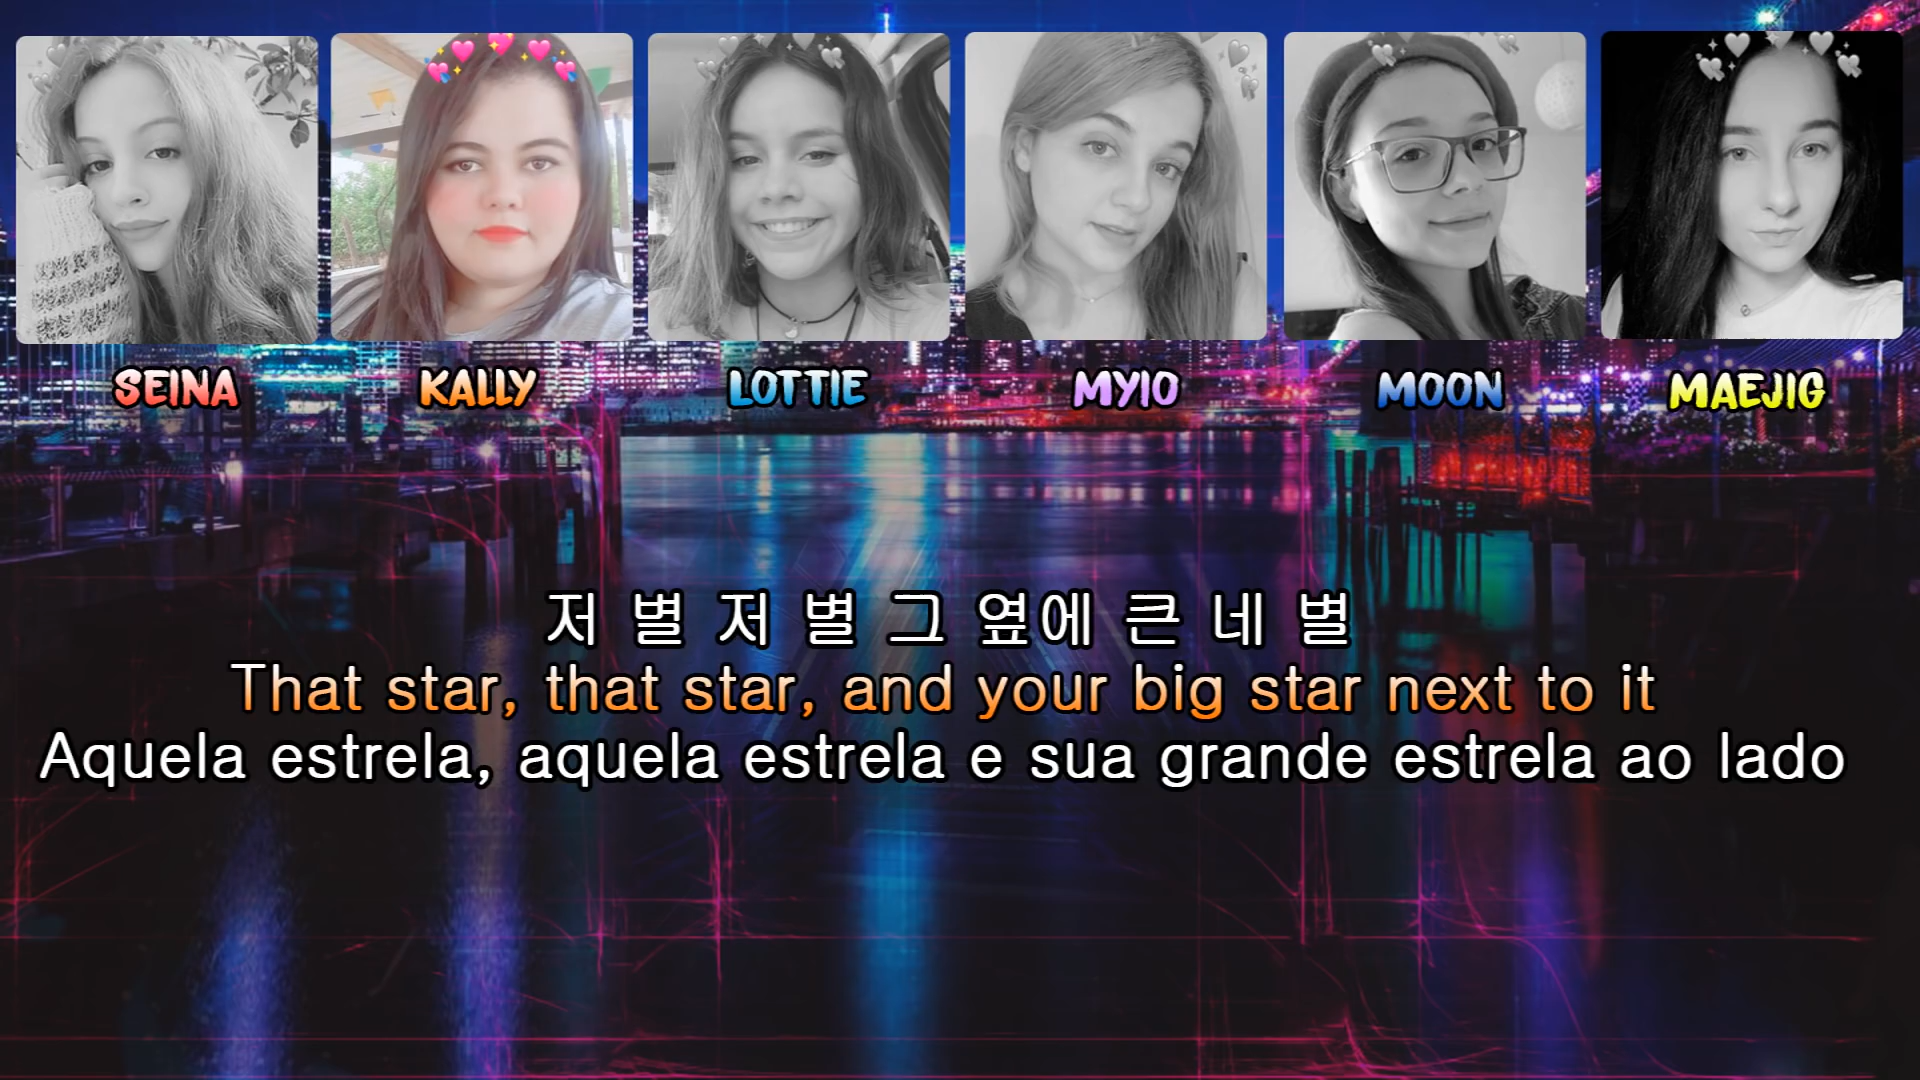 SEINA KALLY LOTTIE MYIO MOON MAEJIG
저 별 저 별 그 옆에 큰 네 별
That star, that star, and your big star next to it
Aquela estrela, aquela estrela e sua grande estrela ao lado